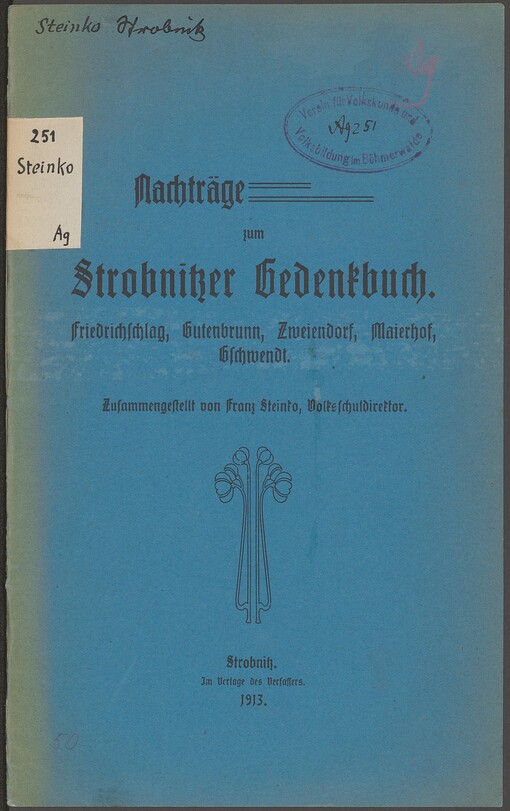 Steinko Strobnitz
Ag
Verein für Volkskunde und
Ag 251
Volksbildung im Böhmerwalde
251
Steinko
Ag
Nachträge
zum
Strobnitzer Gedenkbuch.
Friedrichschlag, Gutenbrunn, Zweiendorf, Maierhof,
Gschwendt.
Zusammengestellt von Franz Steinko, Volksschuldirektor.
Strobnitz.
Im Verlage des Verfassers.
1913.
50